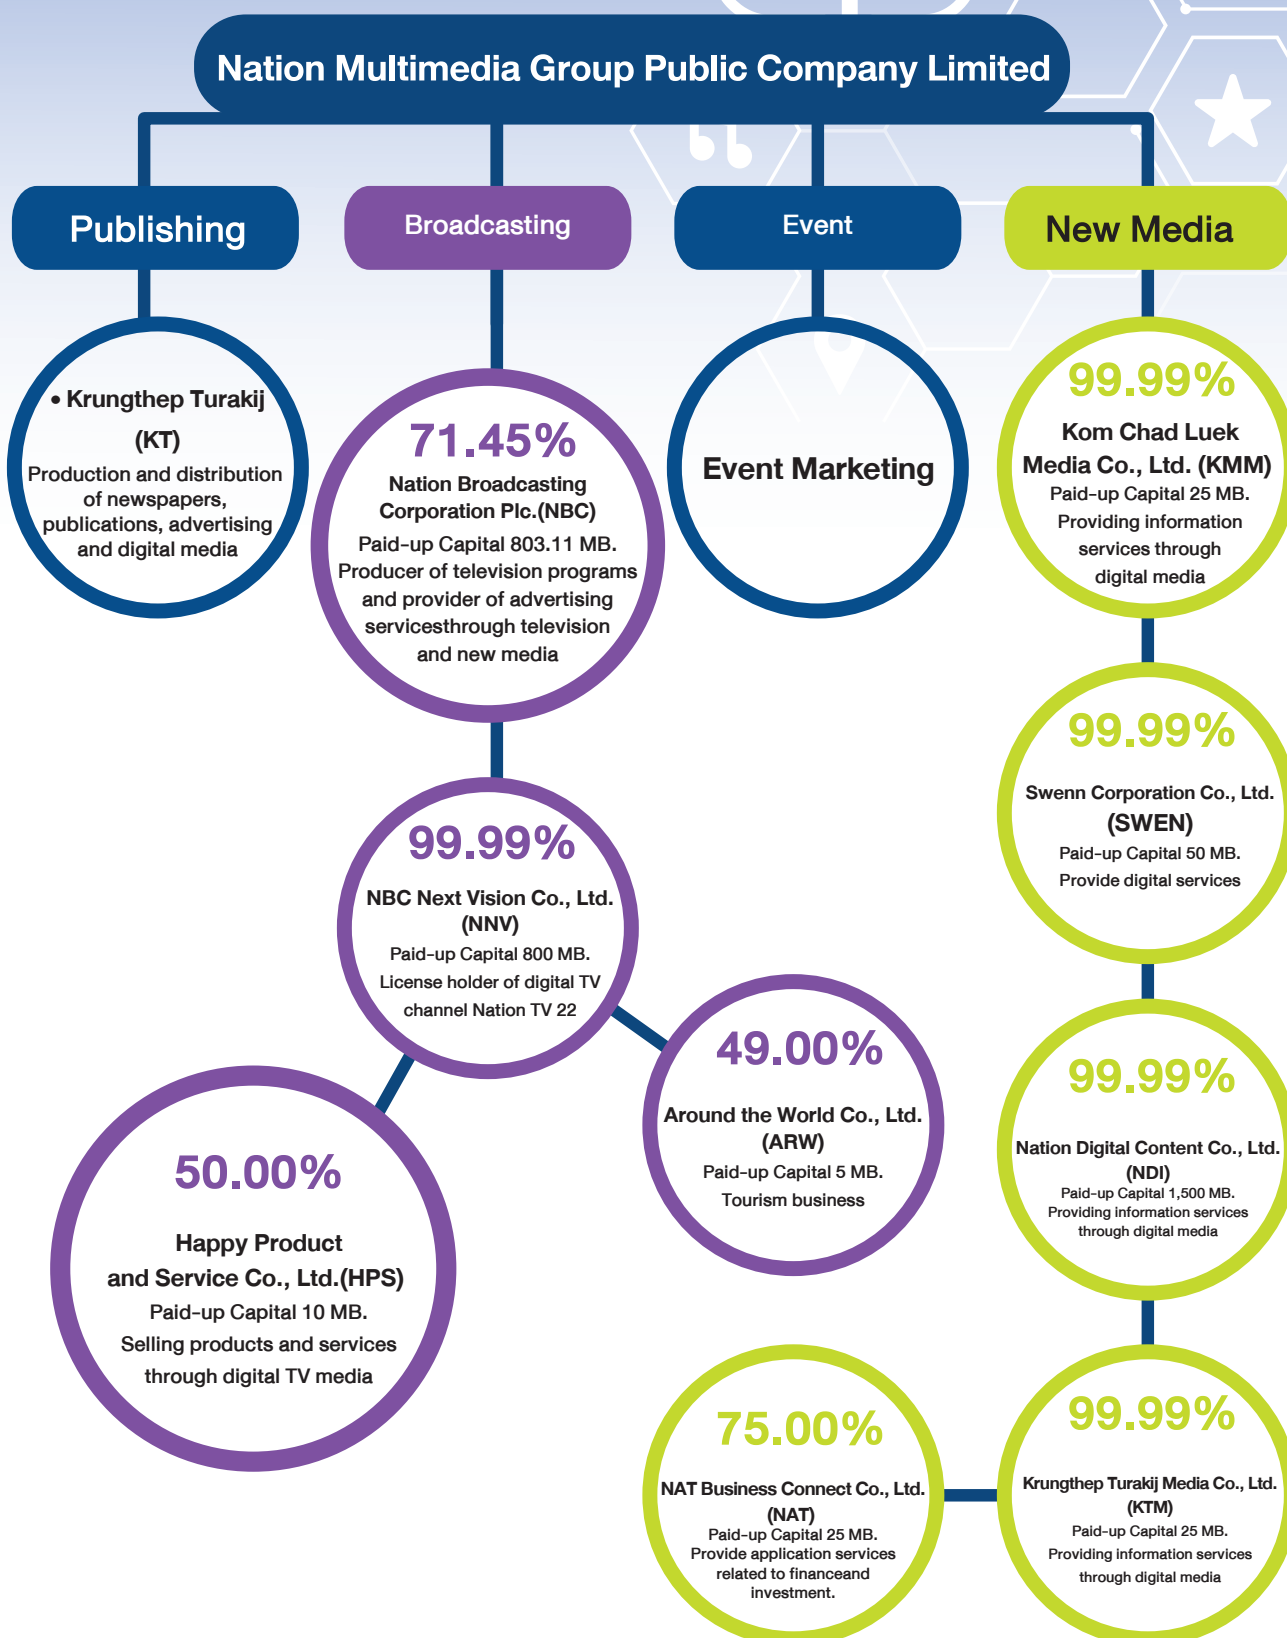 Nation Multimedia Group Public Company Limited
Publishing
Broadcasting
Event
New Media
• Krungthep Turakij
(KT)
Production and distribution
of newspapers,
publications, advertising
and digital media
71.45%
Nation Broadcasting
Corporation Plc.(NBC)
Paid-up Capital 803.11 MB.
Producer of television programs
and provider of advertising
servicesthrough television
and new media
Event Marketing
99.99%
Kom Chad Luek
Media Co., Ltd. (KMM)
Paid-up Capital 25 MB.
Providing information
services through
digital media
99.99%
Swenn Corporation Co., Ltd.
(SWEN)
Paid-up Capital 50 MB.
Provide digital services
99.99%
NBC Next Vision Co., Ltd.
(NNV)
Paid-up Capital 800 MB.
License holder of digital TV
channel Nation TV 22
49.00%
Around the World Co., Ltd.
(ARW)
Paid-up Capital 5 MB.
Tourism business
99.99%
Nation Digital Content Co., Ltd.
(NDI)
Paid-up Capital 1,500 MB.
Providing information services
through digital media
50.00%
Happy Product
and Service Co., Ltd.(HPS)
Paid-up Capital 10 MB.
Selling products and services
through digital TV media
75.00%
NAT Business Connect Co., Ltd.
(NAT)
Paid-up Capital 25 MB.
Provide application services
related to financeand
investment.
99.99%
Krungthep Turakij Media Co., Ltd.
(KTM)
Paid-up Capital 25 MB.
Providing information services
through digital media